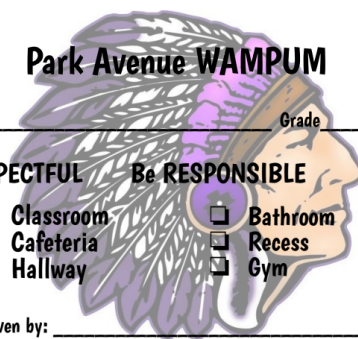 Park Avenue WAMPUM
Grade
PECTFUL Be RESPONSIBLE
Classroom ❑ Bathroom
Cafeteria ❑ Recess
Hallway ❑ Gym
ven by: